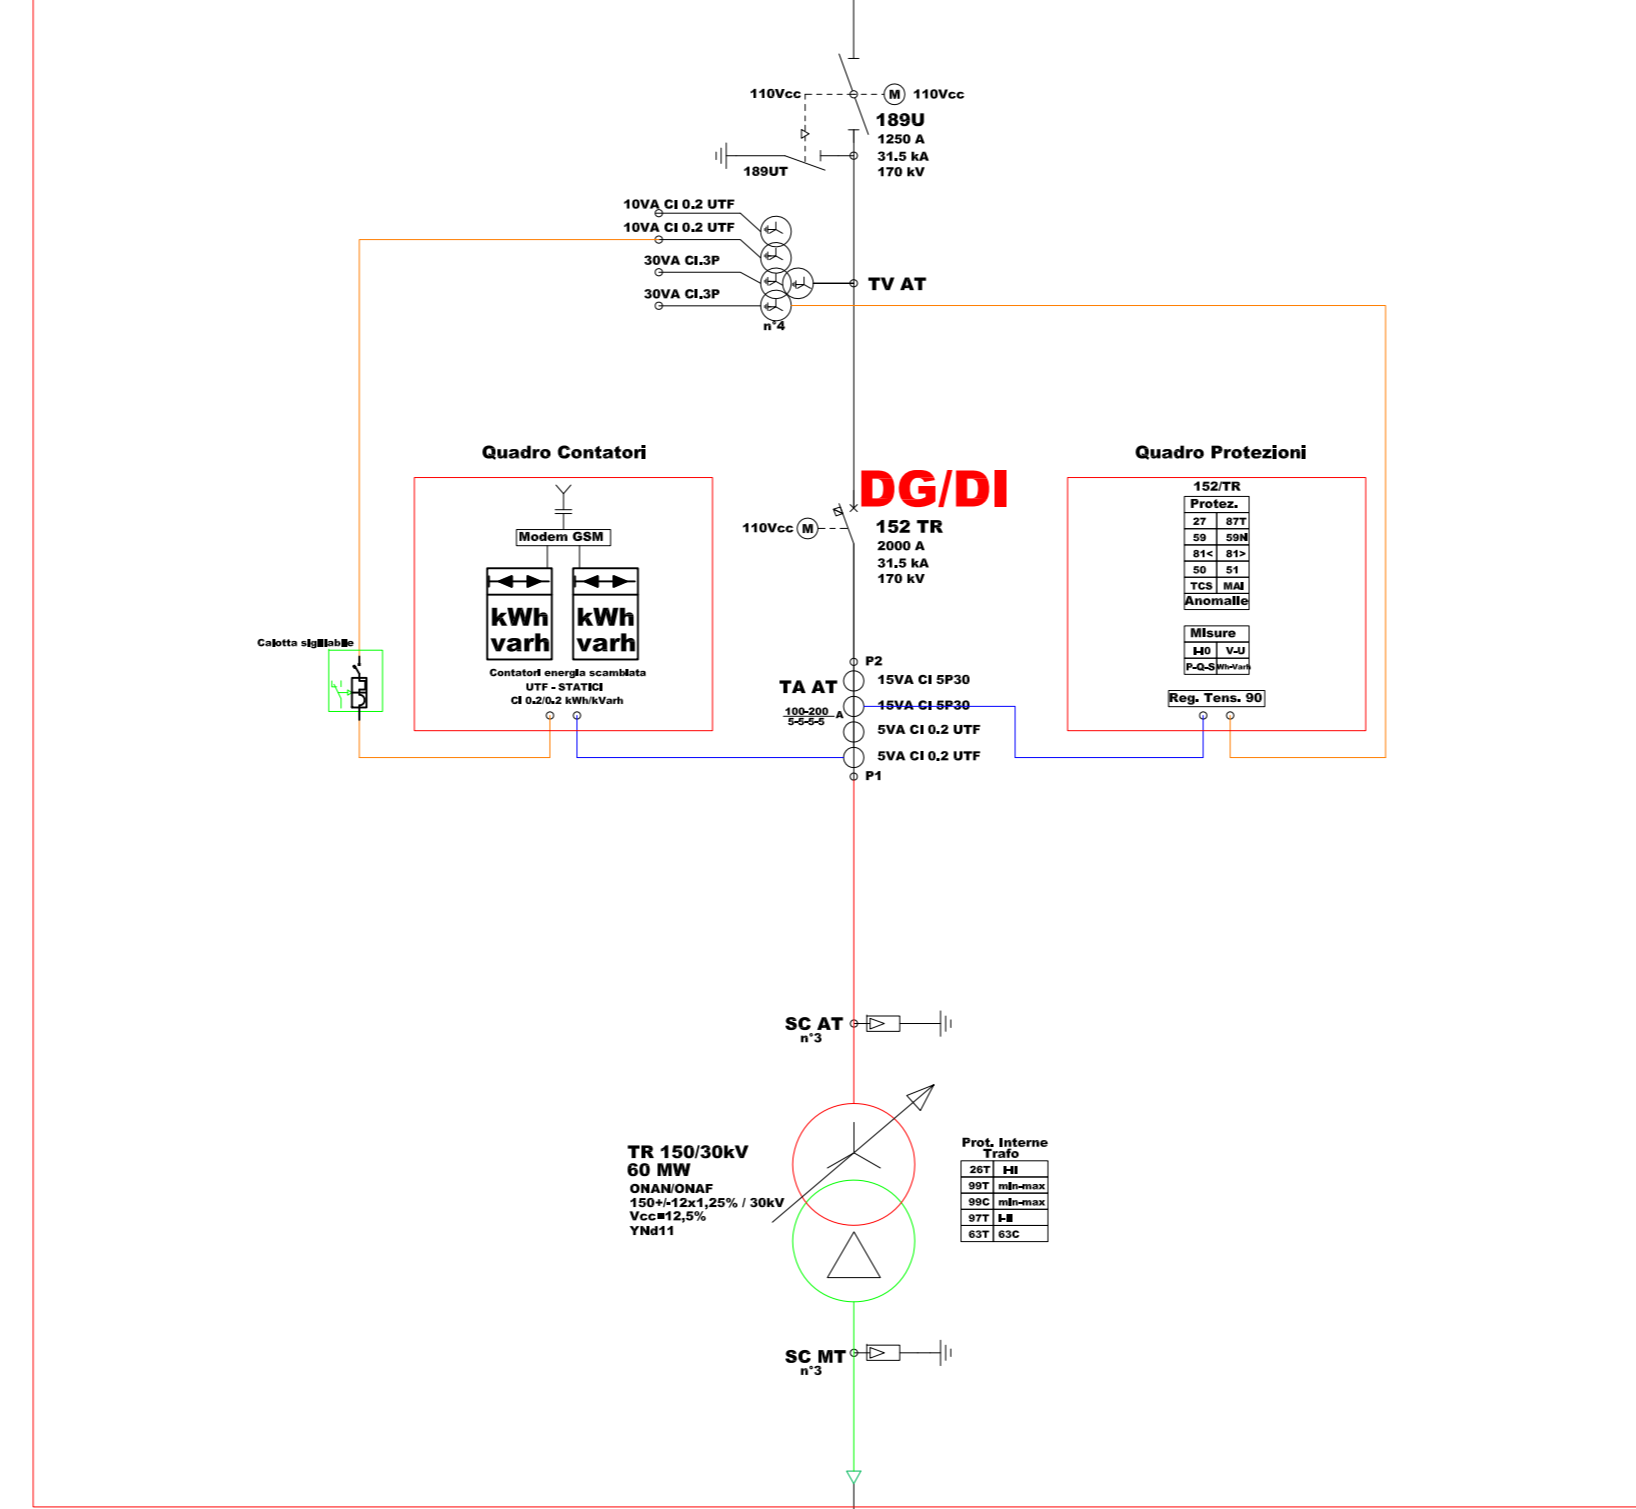 110Vcc
M
110Vcc
189U
1250 A
31.5 kA
170 kV
189UT
10VA Cl 0.2 UTF
10VA Cl 0.2 UTF
30VA Cl.3P
30VA Cl.3P
n°4
TV AT
Quadro Contatori
Modem GSM
kWh
varh
kWh
varh
Contatori energia scambiata
UTF - STATICI
Cl 0.2/0.2 kWh/kVarh
Calotta sigillabile
DG/DI
110Vcc
M
152 TR
2000 A
31.5 kA
170 kV
P2
TA AT
100-200 A
5-5-5-5
15VA Cl 5P30
15VA Cl 5P30
5VA Cl 0.2 UTF
5VA Cl 0.2 UTF
P1
Quadro Protezioni
152/TR
Protez.
27 87T
59 59N
81< 81>
50 51
TCS MAI
Anomalie
Misure
I-I0 V-U
P-Q-S Wh-Varh
Reg. Tens. 90
SC AT
n°3
TR 150/30kV
60 MW
ONAN/ONAF
150+/-12x1,25% / 30kV
Vcc=12,5%
YNd11
Prot. Interne
Trafo
26T I-II
99T min-max
99C min-max
97T I-II
63T 63C
SC MT
n°3